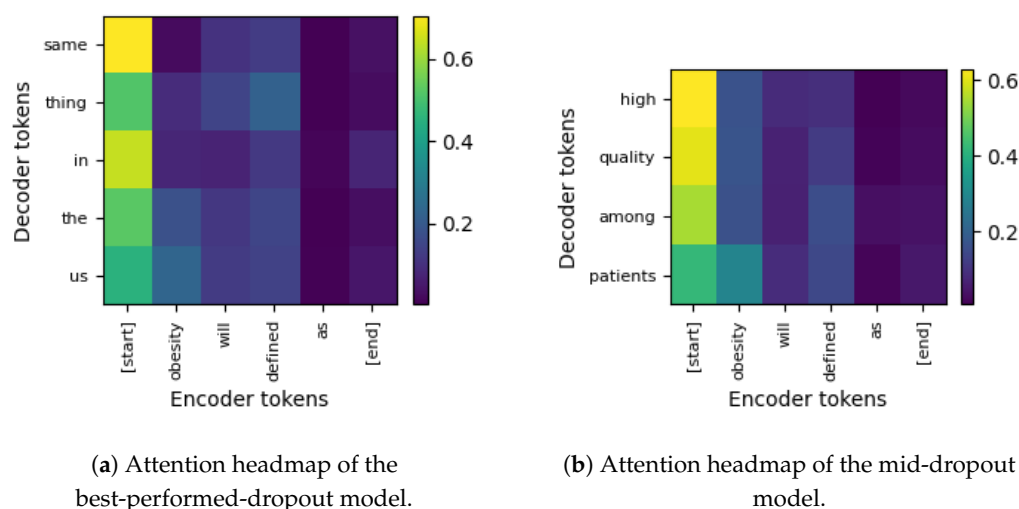 same
thing
in
the
us
Decoder tokens
[start]
obesity
will
defined
as
[end]
Encoder tokens
0.6
0.4
0.2
(a) Attention headmap of the
best-performed-dropout model.
high
quality
among
patients
Decoder tokens
[start]
obesity
will
defined
as
[end]
Encoder tokens
0.6
0.4
0.2
(b) Attention headmap of the mid-dropout
model.